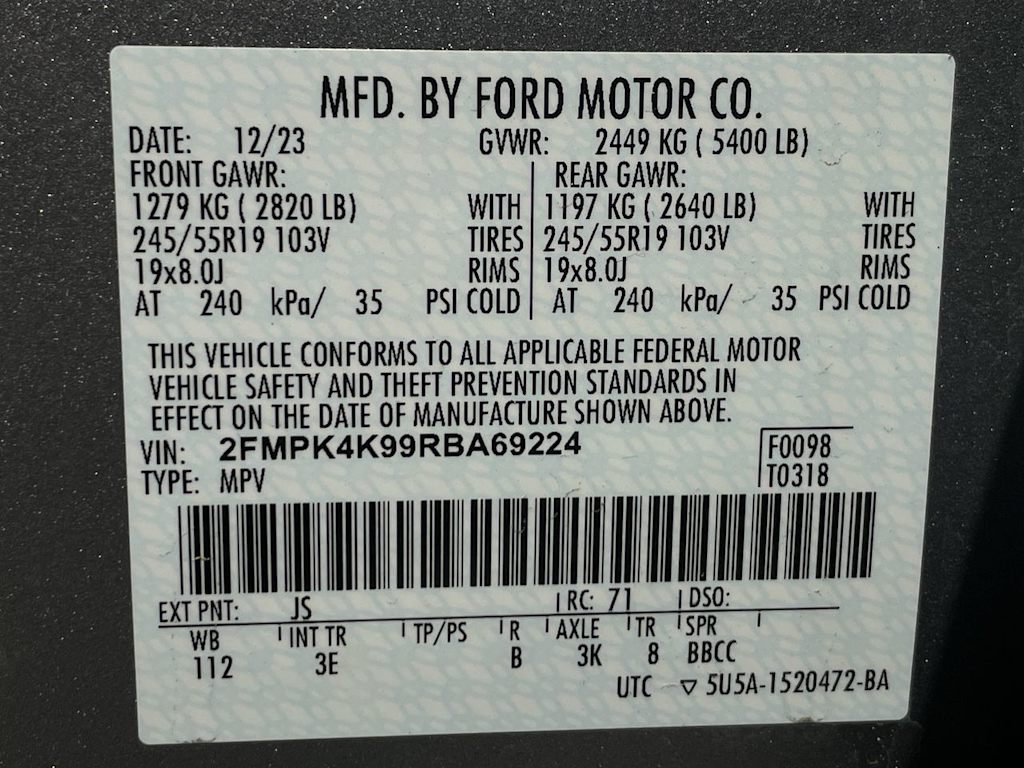 MFD. BY FORD MOTOR CO.
DATE: 12/23 GVWR: 2449 KG ( 5400 LB)
FRONT GAWR: REAR GAWR:
1279 KG ( 2820 LB) WITH 1197 KG ( 2640 LB) WITH
245/55R19 103V TIRES 245/55R19 103V TIRES
19x8.0J RIMS 19x8.0J RIMS
AT 240 kPa/ 35 PSI COLD AT 240 kPa/ 35 PSI COLD
THIS VEHICLE CONFORMS TO ALL APPLICABLE FEDERAL MOTOR
VEHICLE SAFETY AND THEFT PREVENTION STANDARDS IN
EFFECT ON THE DATE OF MANUFACTURE SHOWN ABOVE.
VIN: 2FMPK4K99RBA69224 F0098
TYPE: MPV T0318
EXT PNT: JS RC: 71 DSO:
WB INT TR TP/PS R AXLE TR SPR
112 3E B 3K 8 BBCC
UTC ▽ 5U5A-1520472-BA